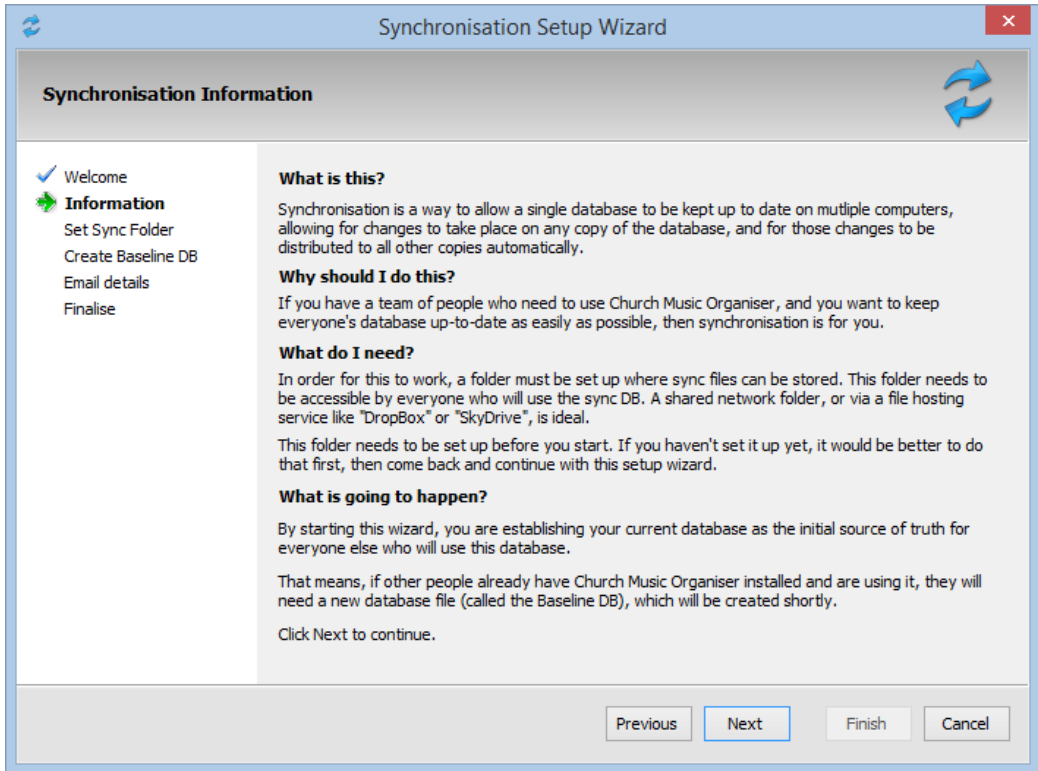 Synchronisation Setup Wizard
Synchronisation Information
Welcome
Information
Set Sync Folder
Create Baseline DB
Email details
Finalise
What is this?
Synchronisation is a way to allow a single database to be kept up to date on mutliple computers,
allowing for changes to take place on any copy of the database, and for those changes to be
distributed to all other copies automatically.
Why should I do this?
If you have a team of people who need to use Church Music Organiser, and you want to keep
everyone's database up-to-date as easily as possible, then synchronisation is for you.
What do I need?
In order for this to work, a folder must be set up where sync files can be stored. This folder needs to
be accessible by everyone who will use the sync DB. A shared network folder, or via a file hosting
service like "DropBox" or "SkyDrive", is ideal.
This folder needs to be set up before you start. If you haven't set it up yet, it would be better to do
that first, then come back and continue with this setup wizard.
What is going to happen?
By starting this wizard, you are establishing your current database as the initial source of truth for
everyone else who will use this database.
That means, if other people already have Church Music Organiser installed and are using it, they will
need a new database file (called the Baseline DB), which will be created shortly.
Click Next to continue.
Previous
Next
Finish
Cancel